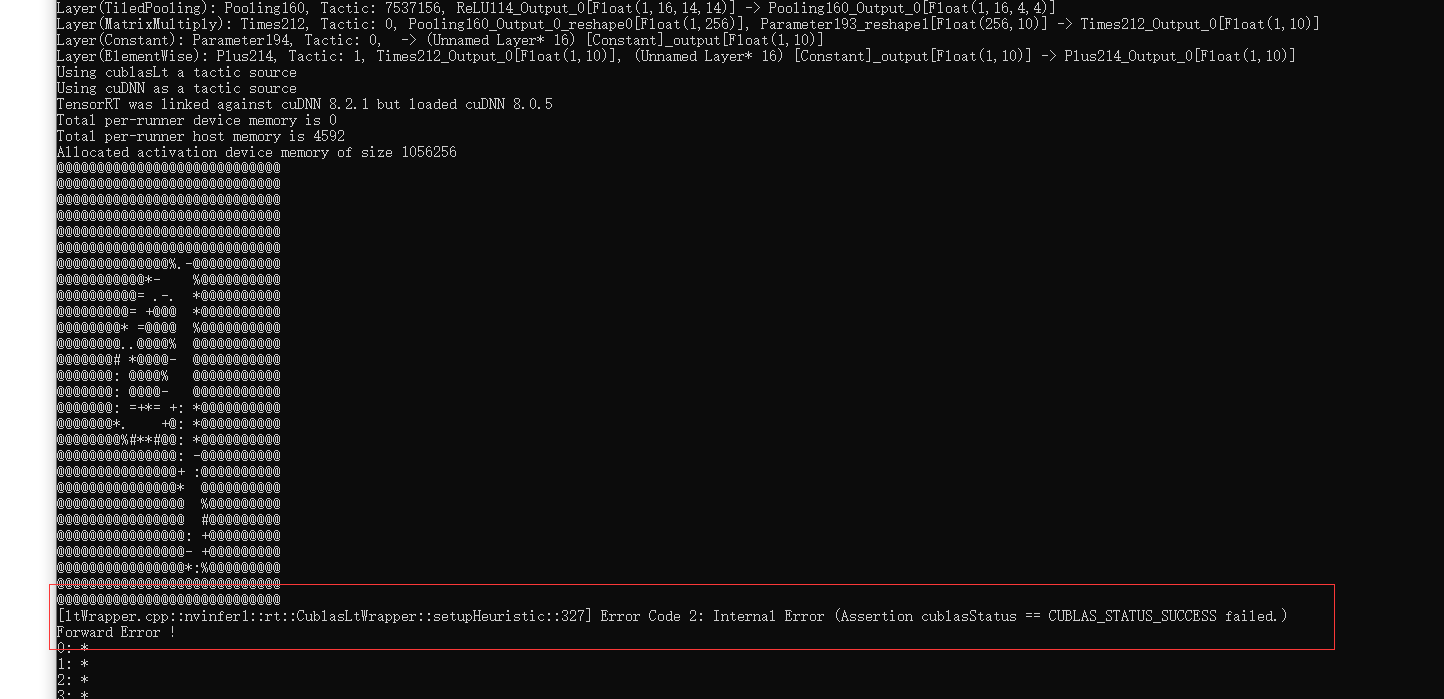 Layer(TiledPooling): Pooling160, Tactic: 7537156, ReLU114_Output_0[Float(1,16,14,14)] -> Pooling160_Output_0[Float(1,16,4,4)]
Layer(MatrixMultiply): Times212, Tactic: 0, Pooling160_Output_0_reshape0[Float(1,256)], Parameter193_reshape1[Float(256,10)] -> Times212_Output_0[Float(1,10)]
Layer(Constant): Parameter194, Tactic: 0,  -> (Unnamed Layer* 16) [Constant]_output[Float(1,10)]
Layer(ElementWise): Plus214, Tactic: 1, Times212_Output_0[Float(1,10)], (Unnamed Layer* 16) [Constant]_output[Float(1,10)] -> Plus214_Output_0[Float(1,10)]
Using cublasLt a tactic source
Using cuDNN as a tactic source
TensorRT was linked against cuDNN 8.2.1 but loaded cuDNN 8.0.5
Total per-runner device memory is 0
Total per-runner host memory is 4592
Allocated activation device memory of size 1056256
@@@@@@@@@@@@@@@@@@@@@@@@@@@@
@@@@@@@@@@@@@@@@@@@@@@@@@@@@
@@@@@@@@@@@@@@@@@@@@@@@@@@@@
@@@@@@@@@@@@@@@@@@@@@@@@@@@@
@@@@@@@@@@@@@@@@@@@@@@@@@@@@
@@@@@@@@@@@@@@@@@@@@@@@@@@@@
@@@@@@@@@@@@@@%.-@@@@@@@@@@@
@@@@@@@@@@@*-    %@@@@@@@@@@
@@@@@@@@@@= .-.  *@@@@@@@@@@
@@@@@@@@@= +@@@  *@@@@@@@@@@
@@@@@@@@* =@@@@  %@@@@@@@@@@
@@@@@@@@..@@@@%  @@@@@@@@@@@
@@@@@@@# *@@@@-  @@@@@@@@@@@
@@@@@@@: @@@@%   @@@@@@@@@@@
@@@@@@@: @@@@-   @@@@@@@@@@@
@@@@@@@: =+*= +: *@@@@@@@@@@
@@@@@@@*.    +@: *@@@@@@@@@@
@@@@@@@@%#**#@@: *@@@@@@@@@@
@@@@@@@@@@@@@@@: -@@@@@@@@@@
@@@@@@@@@@@@@@@+ :@@@@@@@@@@
@@@@@@@@@@@@@@@*  @@@@@@@@@@
@@@@@@@@@@@@@@@@  %@@@@@@@@@
@@@@@@@@@@@@@@@@  #@@@@@@@@@
@@@@@@@@@@@@@@@@: +@@@@@@@@@
@@@@@@@@@@@@@@@@- +@@@@@@@@@
@@@@@@@@@@@@@@@@*:%@@@@@@@@@
@@@@@@@@@@@@@@@@@@@@@@@@@@@@
@@@@@@@@@@@@@@@@@@@@@@@@@@@@
[ltWrapper.cpp::nvinfer1::rt::CublasLtWrapper::setupHeuristic::327] Error Code 2: Internal Error (Assertion cublasStatus == CUBLAS_STATUS_SUCCESS failed.)
Forward Error !
0: *
1: *
2: *
3: *